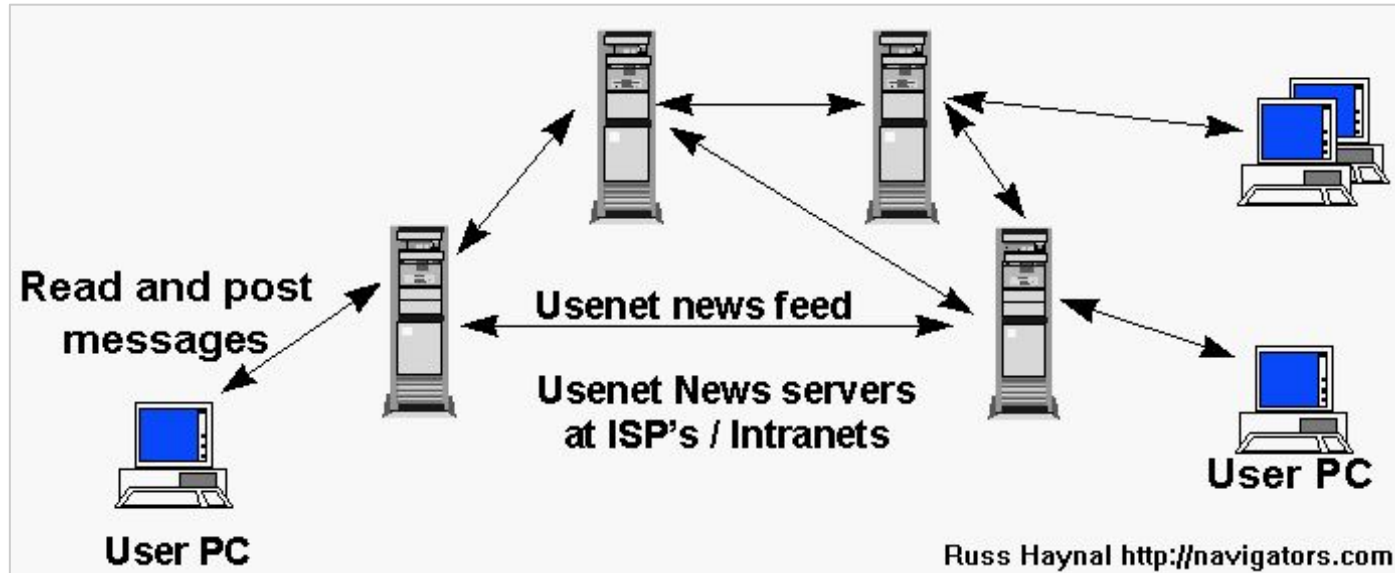 Read and post
messages
Usenet news feed
Usenet News servers
at ISP's / Intranets
User PC
User PC
Russ Haynal http://navigators.com